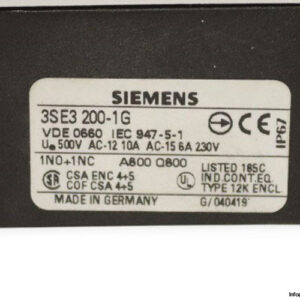 SIEMENS
3SE3 200-1G
VDE 0660 IEC 947-5-1
Ue 500V AC-12 10A AC-15 6A 230V
IP67
1NO+1NC A600 Q600
CSA ENC 4+5
COF CSA 4+5
LISTED 185C
IND.CONT.EQ.
TYPE 12K ENCL
MADE IN GERMANY G/040419